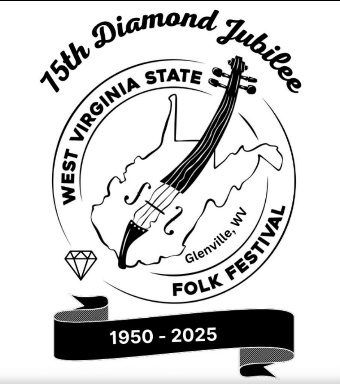 75th Diamond Jubilee
WEST VIRGINIA STATE
FOLK FESTIVAL
Glenville, WV
1950 - 2025